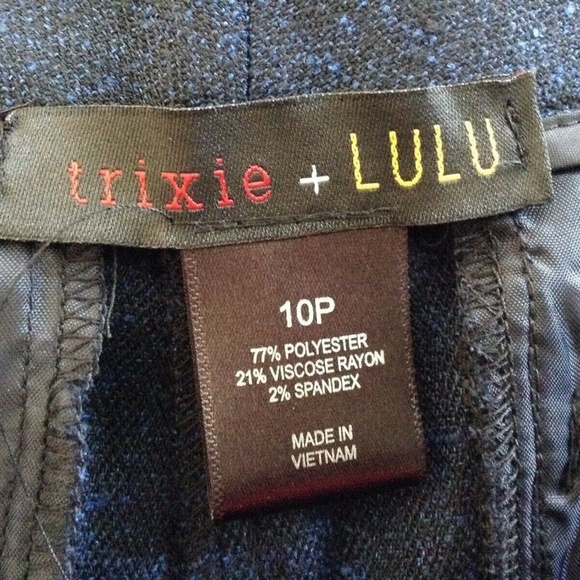 trixie + LULU
10P
77% POLYESTER
21% VISCOSE RAYON
2% SPANDEX
MADE IN
VIETNAM